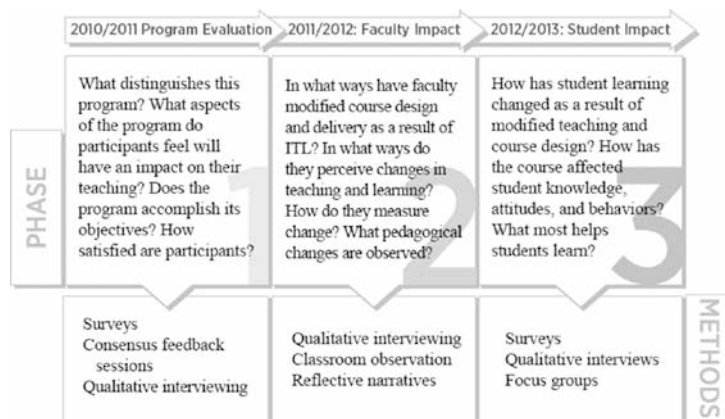 2010/2011 Program Evaluation
2011/2012: Faculty Impact
2012/2013: Student Impact
PHASE
What distinguishes this
program? What aspects
of the program do
participants feel will
have an impact on their
teaching? Does the
program accomplish its
objectives? How
satisfied are participants?
1
In what ways have faculty
modified course design
and delivery as a result of
ITL? In what ways do
they perceive changes in
teaching and learning?
How do they measure
change? What pedagogical
changes are observed?
2
How has student learning
changed as a result of
modified teaching and
course design? How has
the course affected
student knowledge,
attitudes, and behaviors?
What most helps
students learn?
3
Surveys
Consensus feedback
sessions
Qualitative interviewing
Qualitative interviewing
Classroom observation
Reflective narratives
Surveys
Qualitative interviews
Focus groups
METHODS